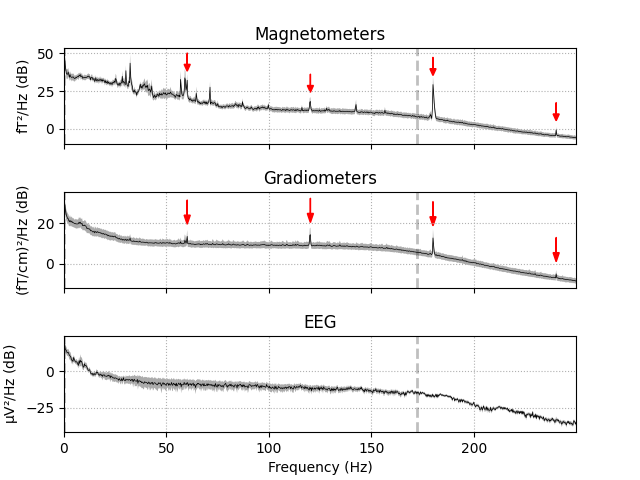 Magnetometers
fT²/Hz (dB)
50
25
0
Gradiometers
(fT/cm)²/Hz (dB)
20
0
EEG
µV²/Hz (dB)
0
−25
0 50 100 150 200
Frequency (Hz)